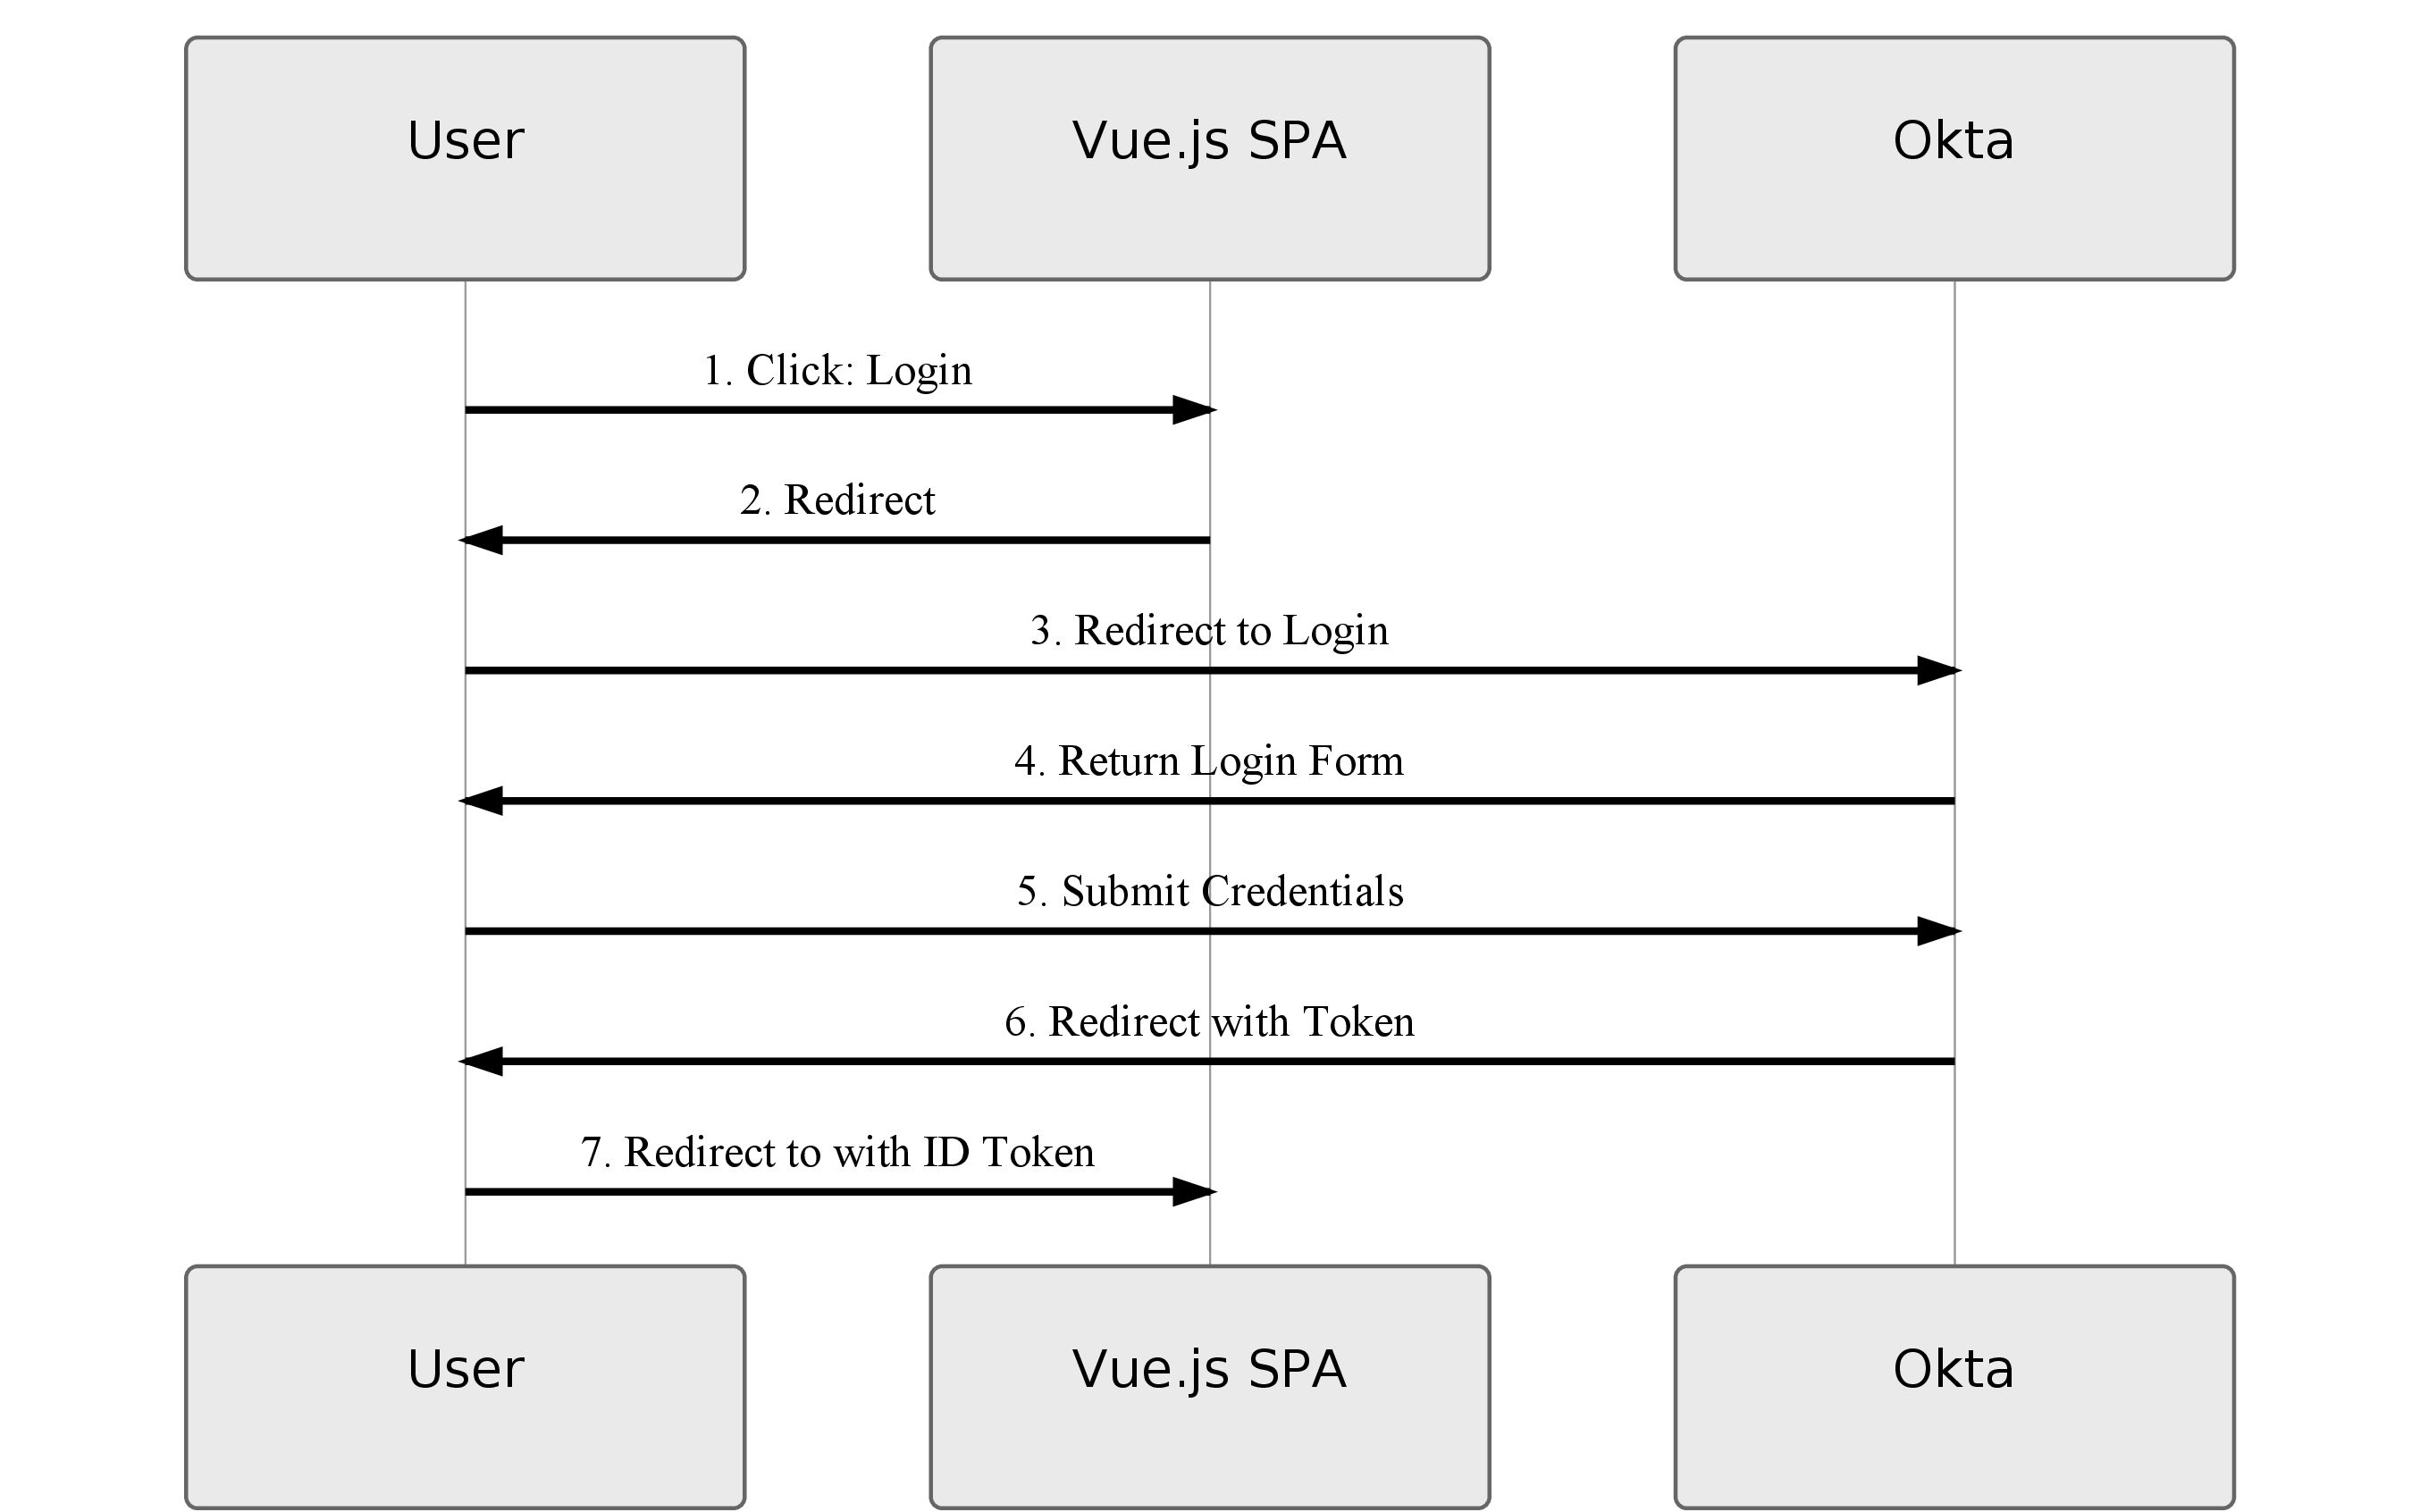 User
Vue.js SPA
Okta
1. Click: Login
2. Redirect
3. Redirect to Login
4. Return Login Form
5. Submit Credentials
6. Redirect with Token
7. Redirect to with ID Token
User
Vue.js SPA
Okta